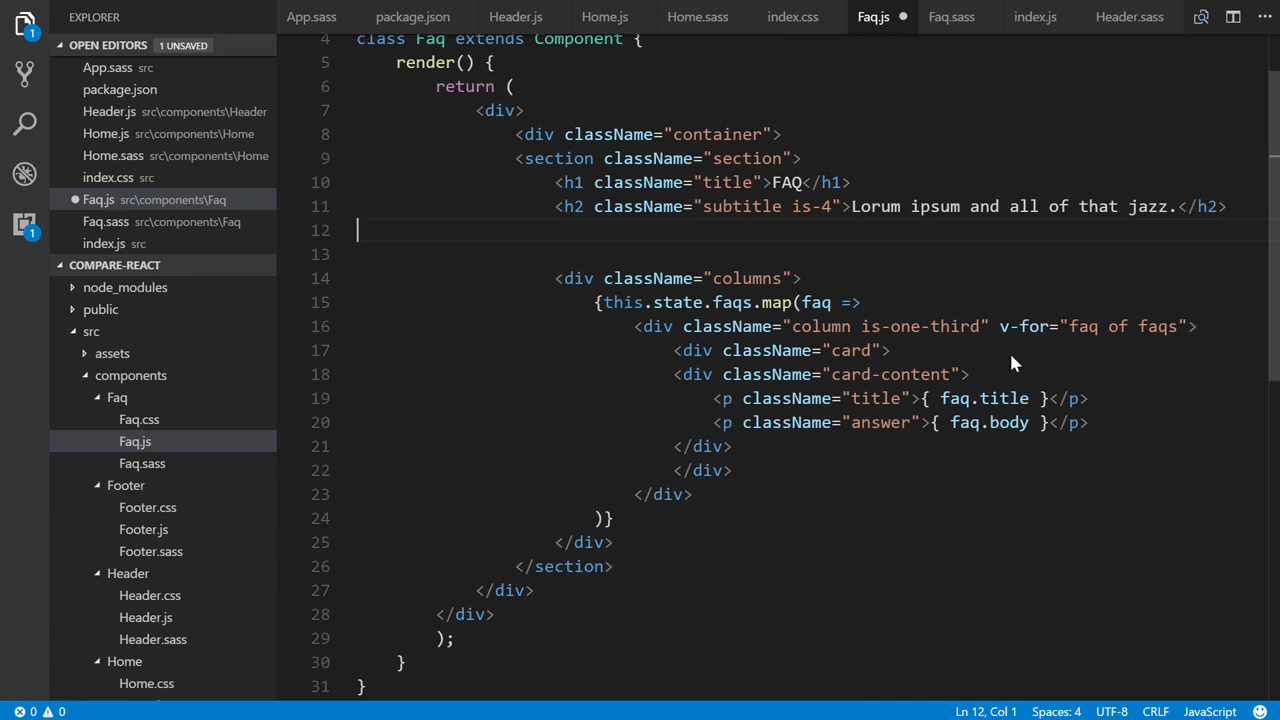 EXPLORER
App.sass
package.json
Header.js
Home.js
Home.sass
index.css
Faq.js
Faq.sass
index.js
Header.sass
1
OPEN EDITORS 1 UNSAVED
App.sass src
package.json
Header.js src\components\Header
Home.js src\components\Home
Home.sass src\components\Home
index.css src
Faq.js src\components\Faq
Faq.sass src\components\Faq
index.js src
1
COMPARE-REACT
node_modules
public
src
assets
components
Faq
Faq.css
Faq.js
Faq.sass
Footer
Footer.css
Footer.js
Footer.sass
Header
Header.css
Header.js
Header.sass
Home
Home.css
4 class Faq extends Component {
5 render() {
6 return (
7 <div>
8 <div className="container">
9 <section className="section">
10 <h1 className="title">FAQ</h1>
11 <h2 className="subtitle is-4">Lorum ipsum and all of that jazz.</h2>
12
13
14 <div className="columns">
15 {this.state.faqs.map(faq =>
16 <div className="column is-one-third" v-for="faq of faqs">
17 <div className="card">
18 <div className="card-content">
19 <p className="title">{ faq.title }</p>
20 <p className="answer">{ faq.body }</p>
21 </div>
22 </div>
23 </div>
24 )}
25 </div>
26 </section>
27 </div>
28 </div>
29 );
30 }
31 }
0 0
Ln 12, Col 1
Spaces: 4
UTF-8
CRLF
JavaScript